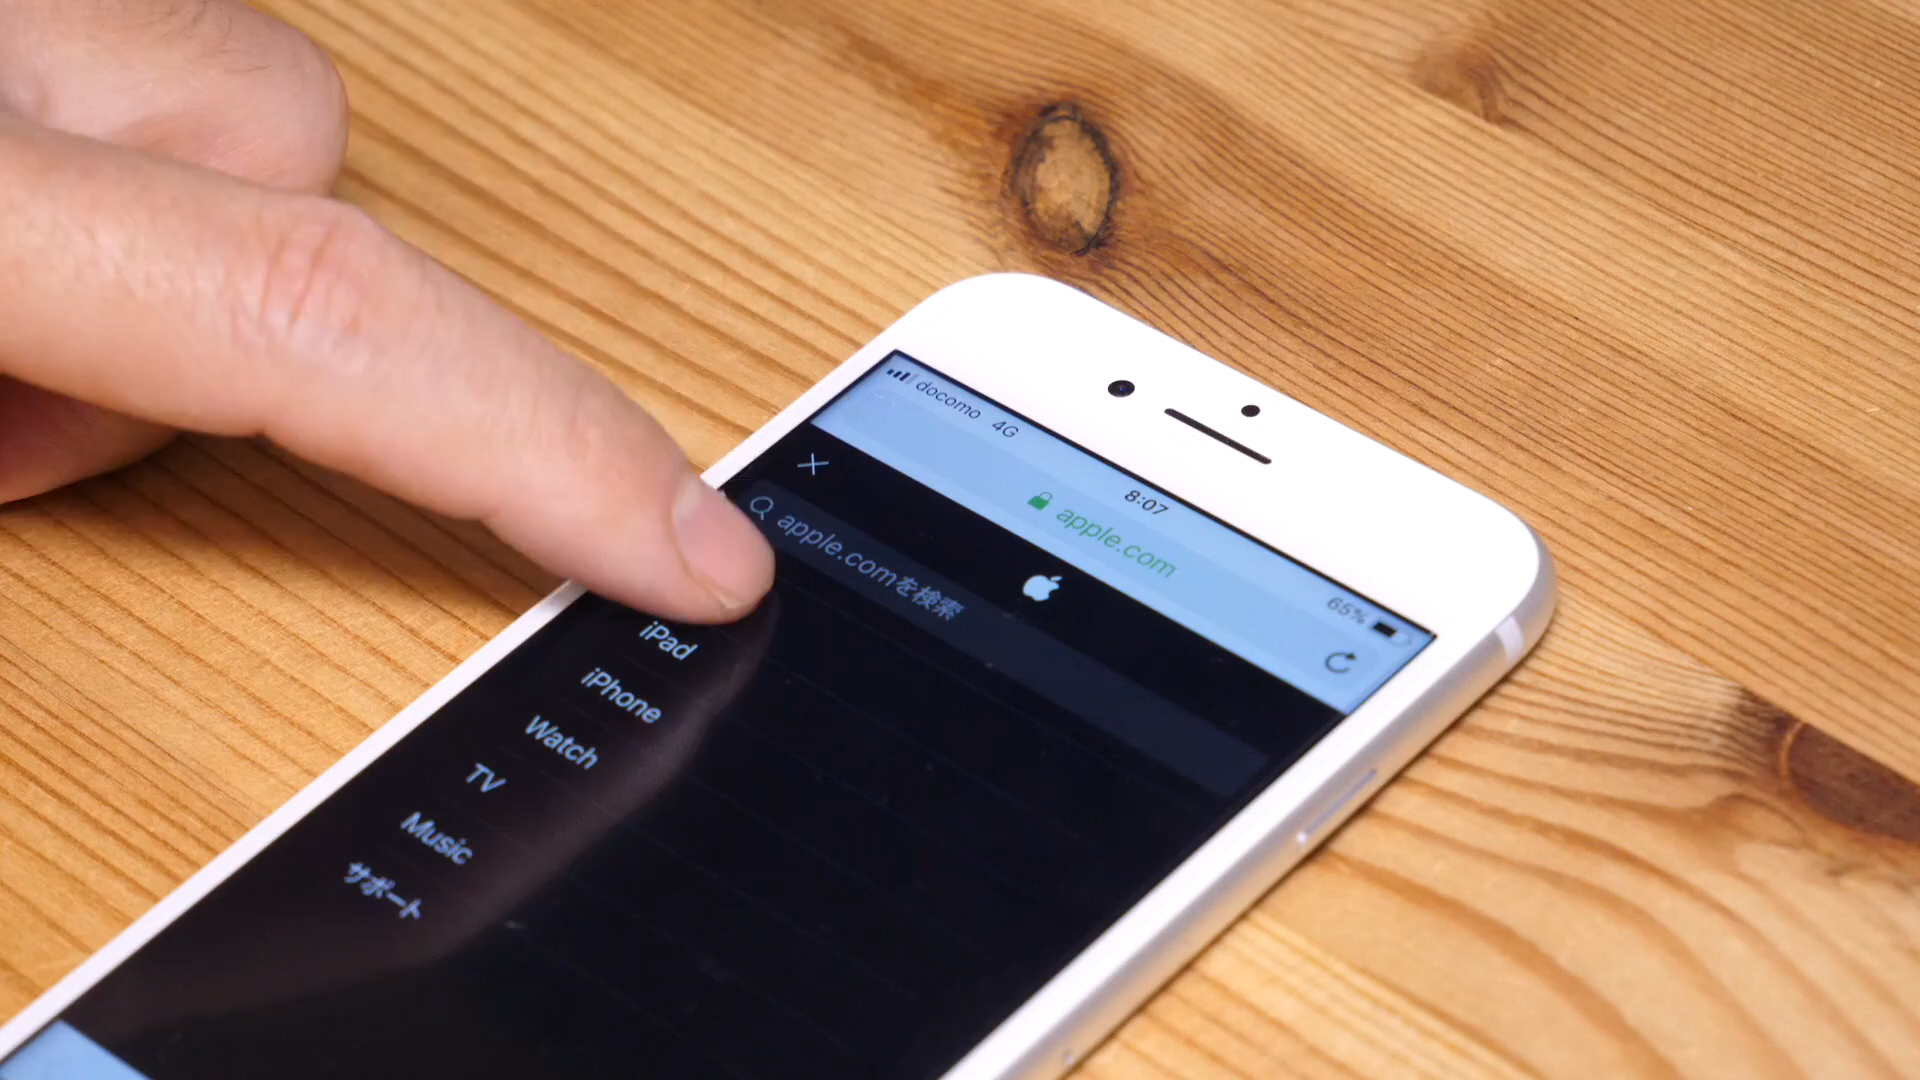 docomo 4G 8:07 65%
apple.com
apple.comを検索
iPad
iPhone
Watch
TV
Music
サポート